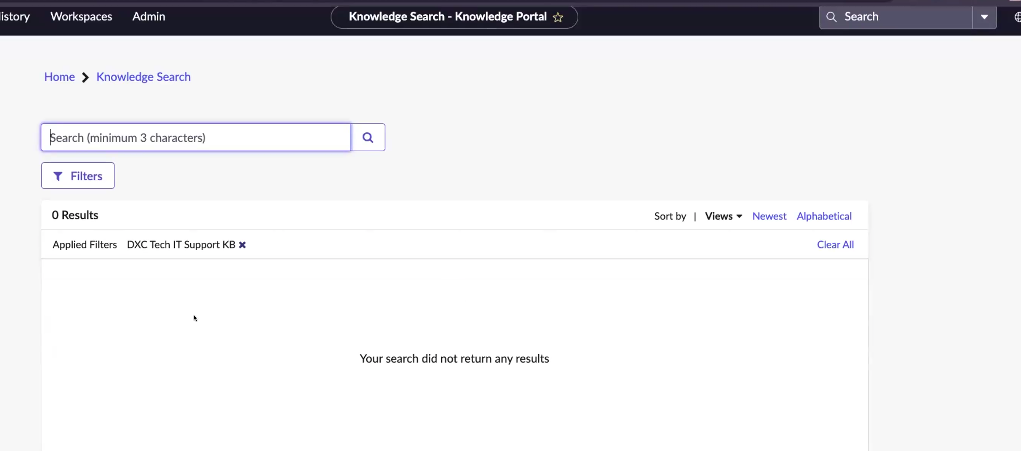 istory Workspaces Admin Knowledge Search - Knowledge Portal Search
Home Knowledge Search
Search (minimum 3 characters)
Filters
0 Results Sort by | Views Newest Alphabetical
Applied Filters DXC Tech IT Support KB Clear All
Your search did not return any results